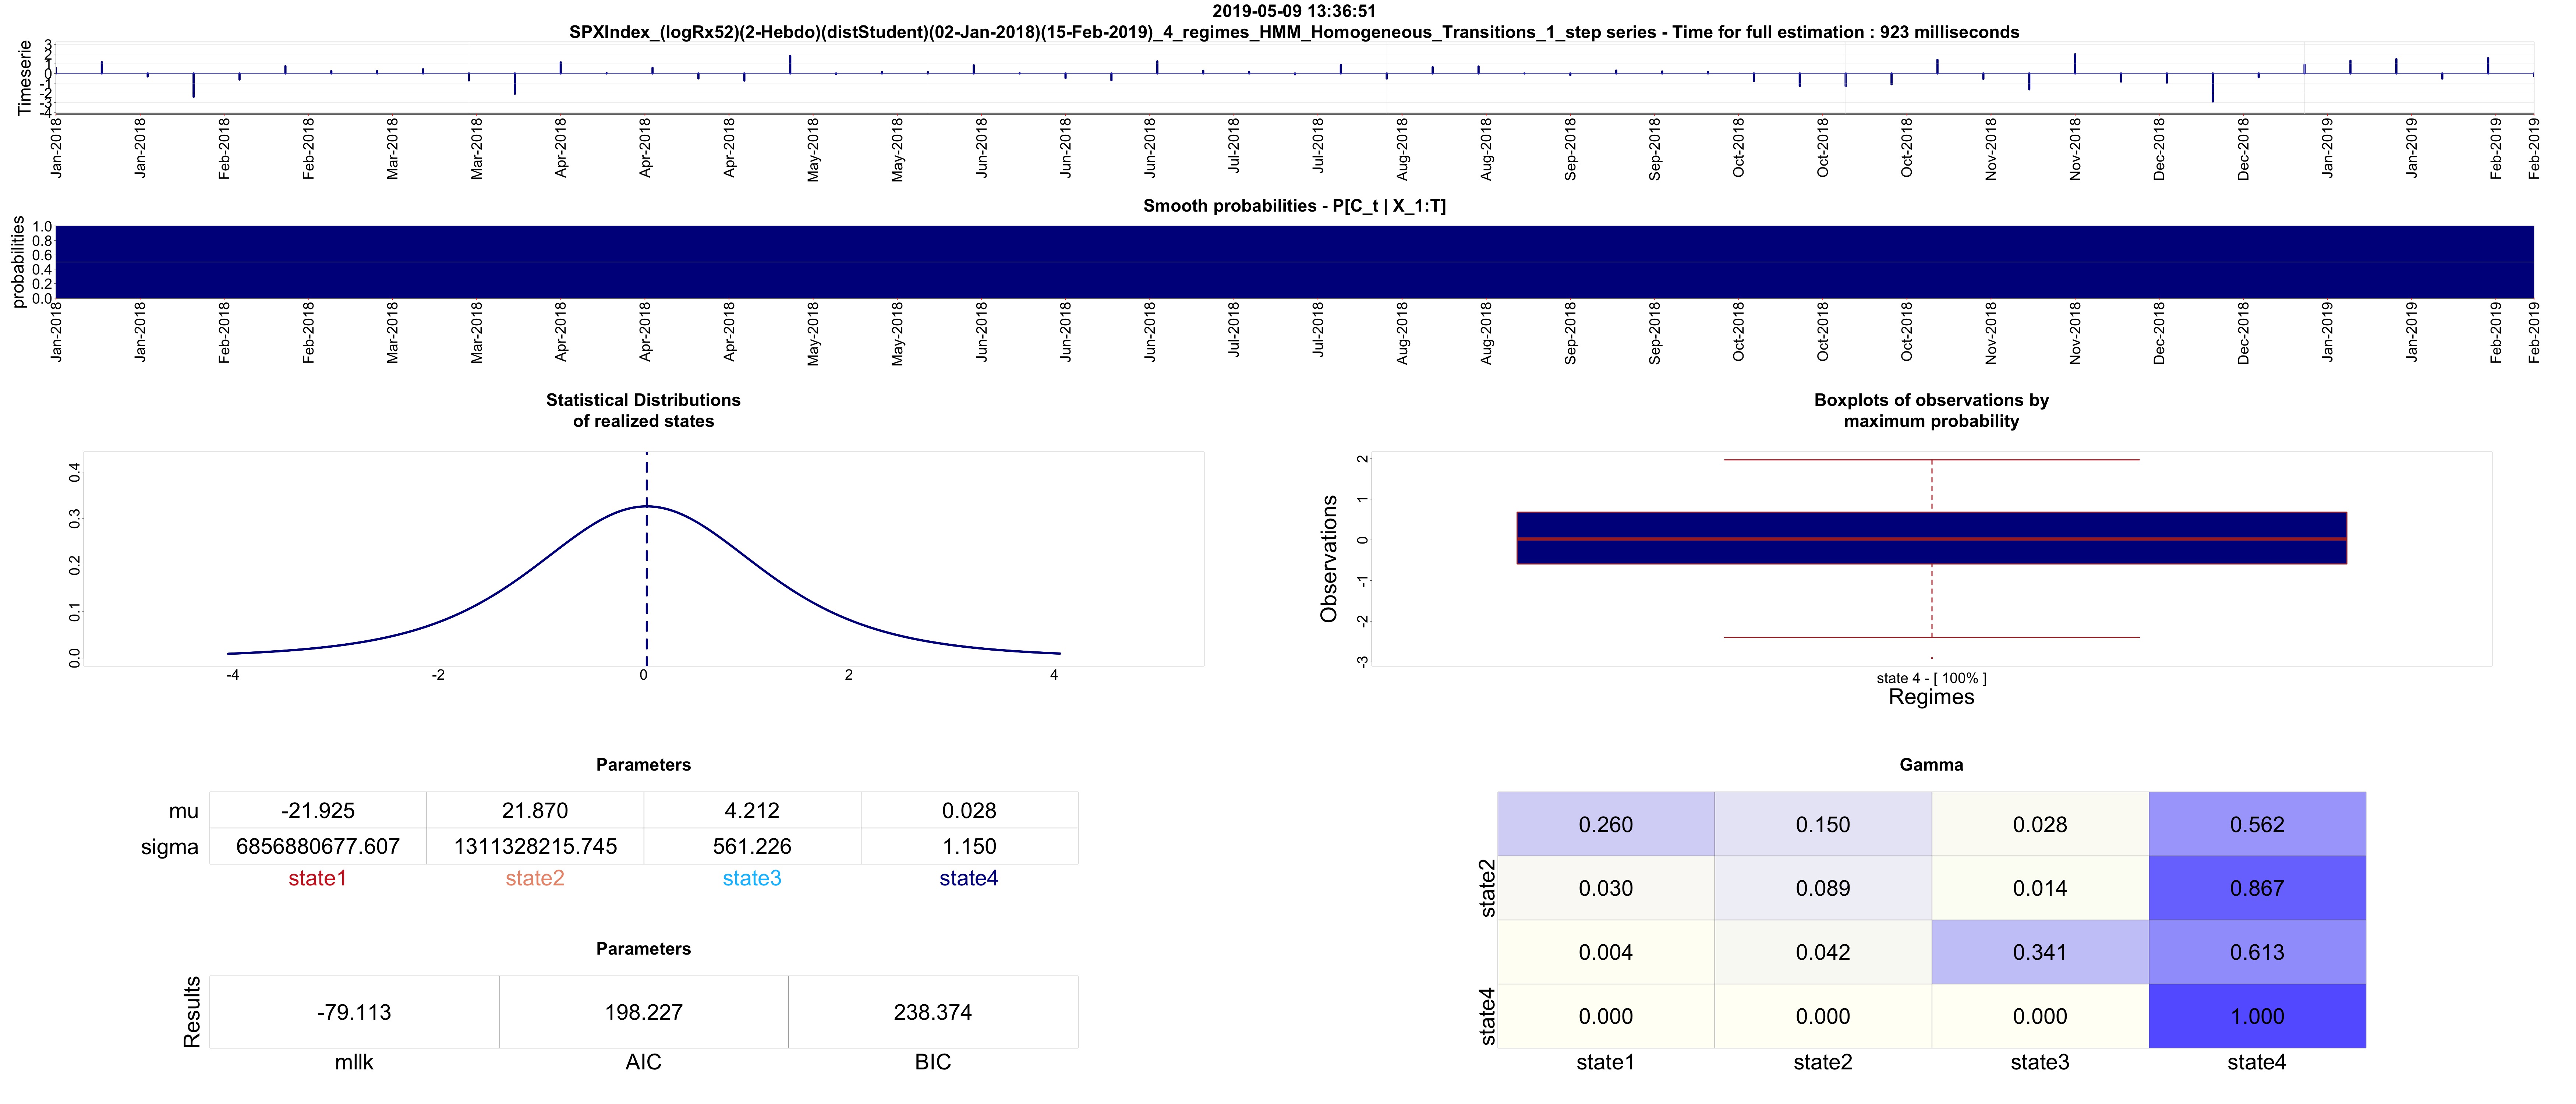 2019-05-09 13:36:51
SPXIndex_(logRx52)(2-Hebdo)(distStudent)(02-Jan-2018)(15-Feb-2019)_4_regimes_HMM_Homogeneous_Transitions_1_step series - Time for full estimation : 923 milliseconds
Timeserie
3
2
1
0
-1
-2
-3
-4
Jan-2018 Jan-2018 Feb-2018 Feb-2018 Mar-2018 Mar-2018 Apr-2018 Apr-2018 Apr-2018 May-2018 May-2018 Jun-2018 Jun-2018 Jun-2018 Jul-2018 Jul-2018 Aug-2018 Aug-2018 Sep-2018 Sep-2018 Oct-2018 Oct-2018 Oct-2018 Nov-2018 Nov-2018 Dec-2018 Dec-2018 Jan-2019 Jan-2019 Feb-2019 Feb-2019
Smooth probabilities - P[C_t | X_1:T]
probabilities
1.0
0.8
0.6
0.4
0.2
0.0
Jan-2018 Jan-2018 Feb-2018 Feb-2018 Mar-2018 Mar-2018 Apr-2018 Apr-2018 Apr-2018 May-2018 May-2018 Jun-2018 Jun-2018 Jun-2018 Jul-2018 Jul-2018 Aug-2018 Aug-2018 Sep-2018 Sep-2018 Oct-2018 Oct-2018 Oct-2018 Nov-2018 Nov-2018 Dec-2018 Dec-2018 Jan-2019 Jan-2019 Feb-2019 Feb-2019
Statistical Distributions
of realized states
0.4
0.3
0.2
0.1
0.0
-4 -2 0 2 4
Boxplots of observations by
maximum probability
Observations
2
1
0
-1
-2
-3
state 4 - [ 100% ]
Regimes
Parameters
mu -21.925 21.870 4.212 0.028
sigma 6856880677.607 1311328215.745 561.226 1.150
state1 state2 state3 state4
Parameters
Results -79.113 198.227 238.374
mllk AIC BIC
Gamma
0.260 0.150 0.028 0.562
state2 0.030 0.089 0.014 0.867
0.004 0.042 0.341 0.613
state4 0.000 0.000 0.000 1.000
state1 state2 state3 state4